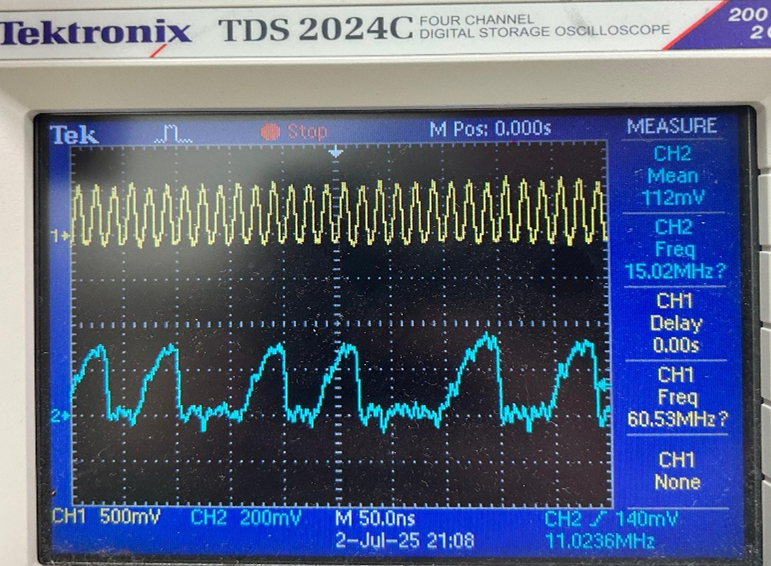 Tektronix TDS 2024C FOUR CHANNEL
DIGITAL STORAGE OSCILLOSCOPE
200
Tek Stop M Pos: 0.000s MEASURE
CH2
Mean
112mV
CH2
Freq
15.02MHz?
CH1
Delay
0.00s
CH1
Freq
60.53MHz?
CH1
None
1
2
CH1 500mV CH2 200mV M 50.0ns CH2 140mV
2-Jul-25 21:08 11.0236MHz